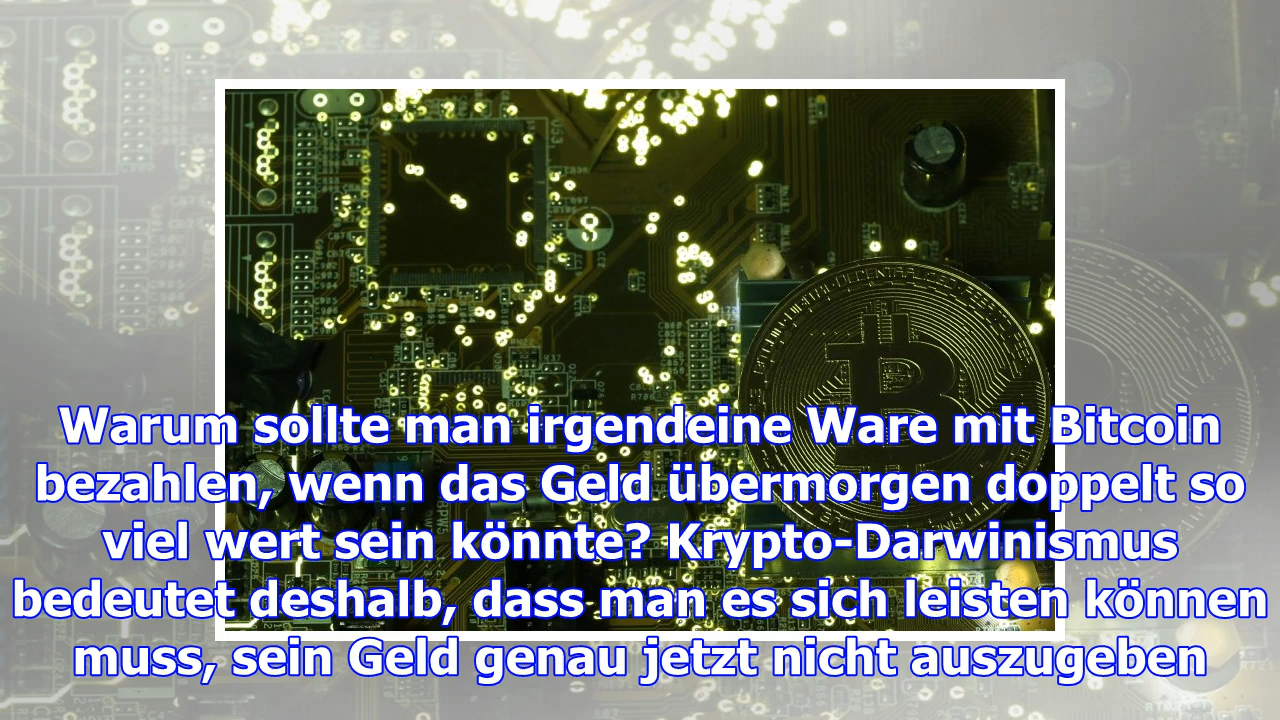 Warum sollte man irgendeine Ware mit Bitcoin
bezahlen, wenn das Geld übermorgen doppelt so
viel wert sein könnte? Krypto-Darwinismus
bedeutet deshalb, dass man es sich leisten können
muss, sein Geld genau jetzt nicht auszugeben